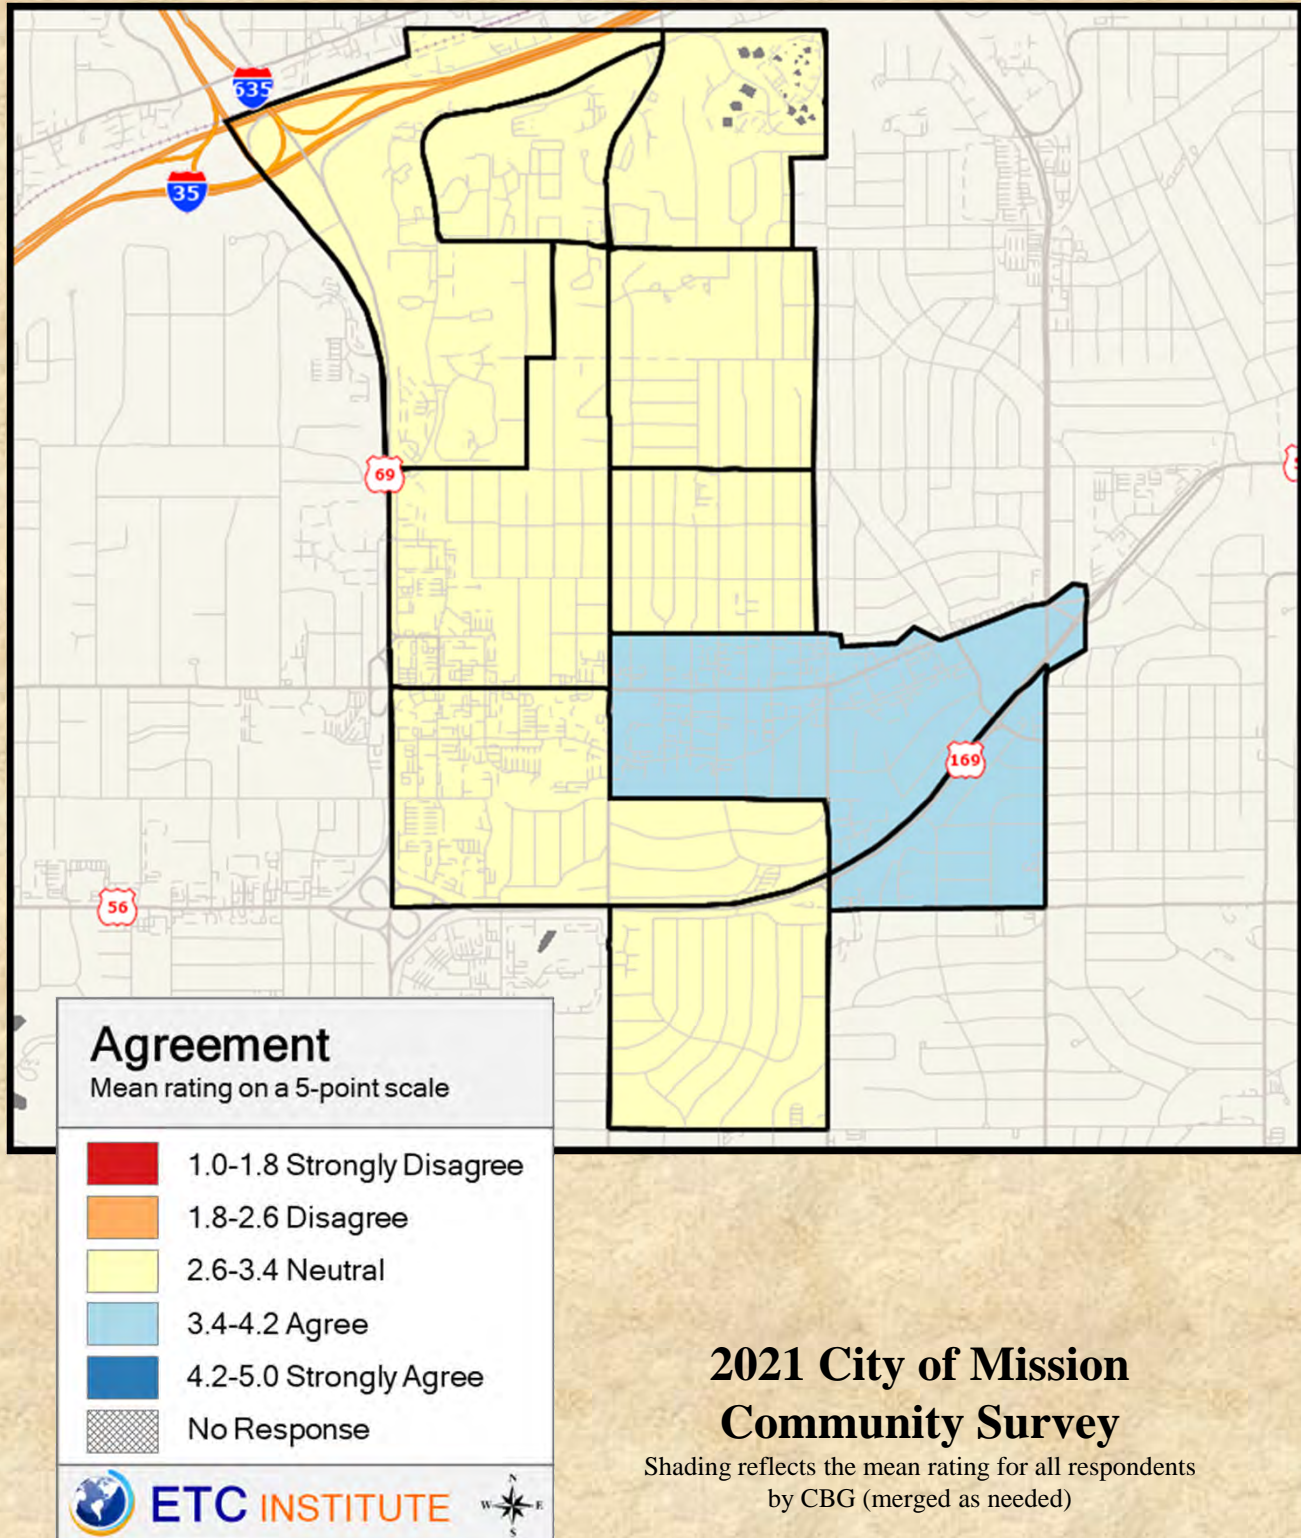 635
35
69
169
56
Agreement
Mean rating on a 5-point scale
1.0-1.8 Strongly Disagree
1.8-2.6 Disagree
2.6-3.4 Neutral
3.4-4.2 Agree
4.2-5.0 Strongly Agree
No Response
ETC INSTITUTE
N
W E
S
2021 City of Mission
Community Survey
Shading reflects the mean rating for all respondents
by CBG (merged as needed)